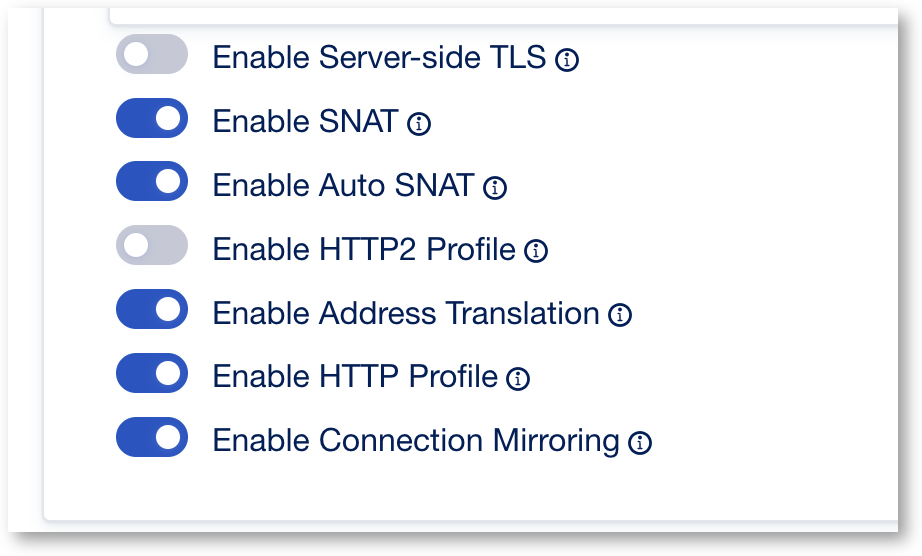 Enable Server-side TLS
Enable SNAT
Enable Auto SNAT
Enable HTTP2 Profile
Enable Address Translation
Enable HTTP Profile
Enable Connection Mirroring